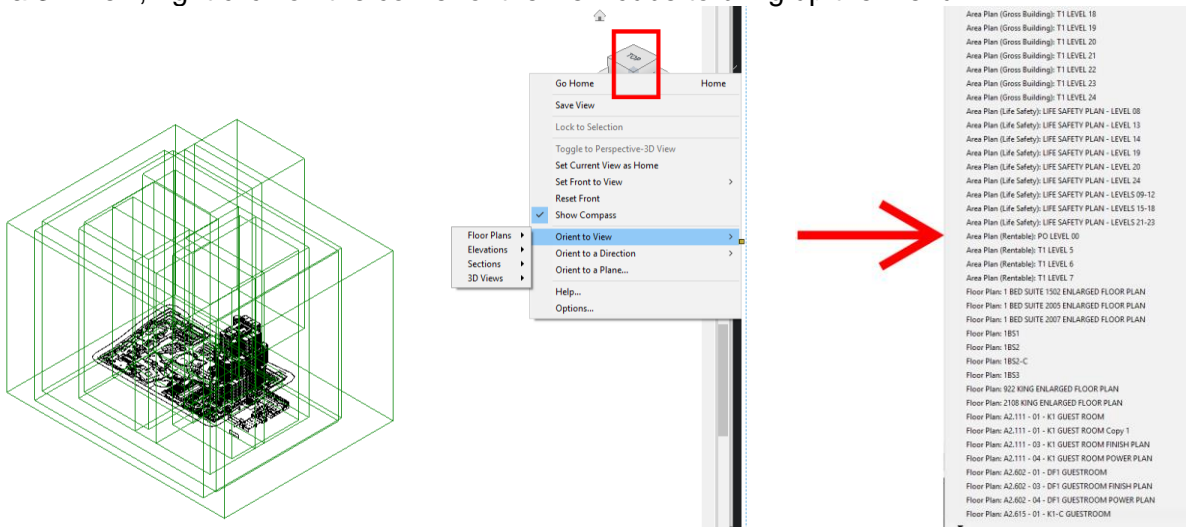 TOP
Go Home Home
Save View
Lock to Selection
Toggle to Perspective-3D View
Set Current View as Home
Set Front to View
Reset Front
Show Compass
Orient to View
Orient to a Direction
Orient to a Plane...
Help...
Options...
Floor Plans
Elevations
Sections
3D Views
Area Plan (Gross Building): T1 LEVEL 18
Area Plan (Gross Building): T1 LEVEL 19
Area Plan (Gross Building): T1 LEVEL 20
Area Plan (Gross Building): T1 LEVEL 21
Area Plan (Gross Building): T1 LEVEL 22
Area Plan (Gross Building): T1 LEVEL 23
Area Plan (Gross Building): T1 LEVEL 24
Area Plan (Life Safety): LIFE SAFETY PLAN - LEVEL 08
Area Plan (Life Safety): LIFE SAFETY PLAN - LEVEL 13
Area Plan (Life Safety): LIFE SAFETY PLAN - LEVEL 14
Area Plan (Life Safety): LIFE SAFETY PLAN - LEVEL 19
Area Plan (Life Safety): LIFE SAFETY PLAN - LEVEL 20
Area Plan (Life Safety): LIFE SAFETY PLAN - LEVEL 24
Area Plan (Life Safety): LIFE SAFETY PLAN - LEVELS 09-12
Area Plan (Life Safety): LIFE SAFETY PLAN - LEVELS 15-18
Area Plan (Life Safety): LIFE SAFETY PLAN - LEVELS 21-23
Area Plan (Rentable): PO LEVEL 00
Area Plan (Rentable): T1 LEVEL 5
Area Plan (Rentable): T1 LEVEL 6
Area Plan (Rentable): T1 LEVEL 7
Floor Plan: 1 BED SUITE 1502 ENLARGED FLOOR PLAN
Floor Plan: 1 BED SUITE 2005 ENLARGED FLOOR PLAN
Floor Plan: 1 BED SUITE 2007 ENLARGED FLOOR PLAN
Floor Plan: 1BS1
Floor Plan: 1BS2
Floor Plan: 1BS2-C
Floor Plan: 1BS3
Floor Plan: 922 KING ENLARGED FLOOR PLAN
Floor Plan: 2108 KING ENLARGED FLOOR PLAN
Floor Plan: A2.111 - 01 - K1 GUEST ROOM
Floor Plan: A2.111 - 01 - K1 GUEST ROOM Copy 1
Floor Plan: A2.111 - 03 - K1 GUEST ROOM FINISH PLAN
Floor Plan: A2.111 - 04 - K1 GUEST ROOM POWER PLAN
Floor Plan: A2.602 - 01 - DF1 GUESTROOM
Floor Plan: A2.602 - 03 - DF1 GUESTROOM FINISH PLAN
Floor Plan: A2.602 - 04 - DF1 GUESTROOM POWER PLAN
Floor Plan: A2.615 - 01 - K1-C GUESTROOM